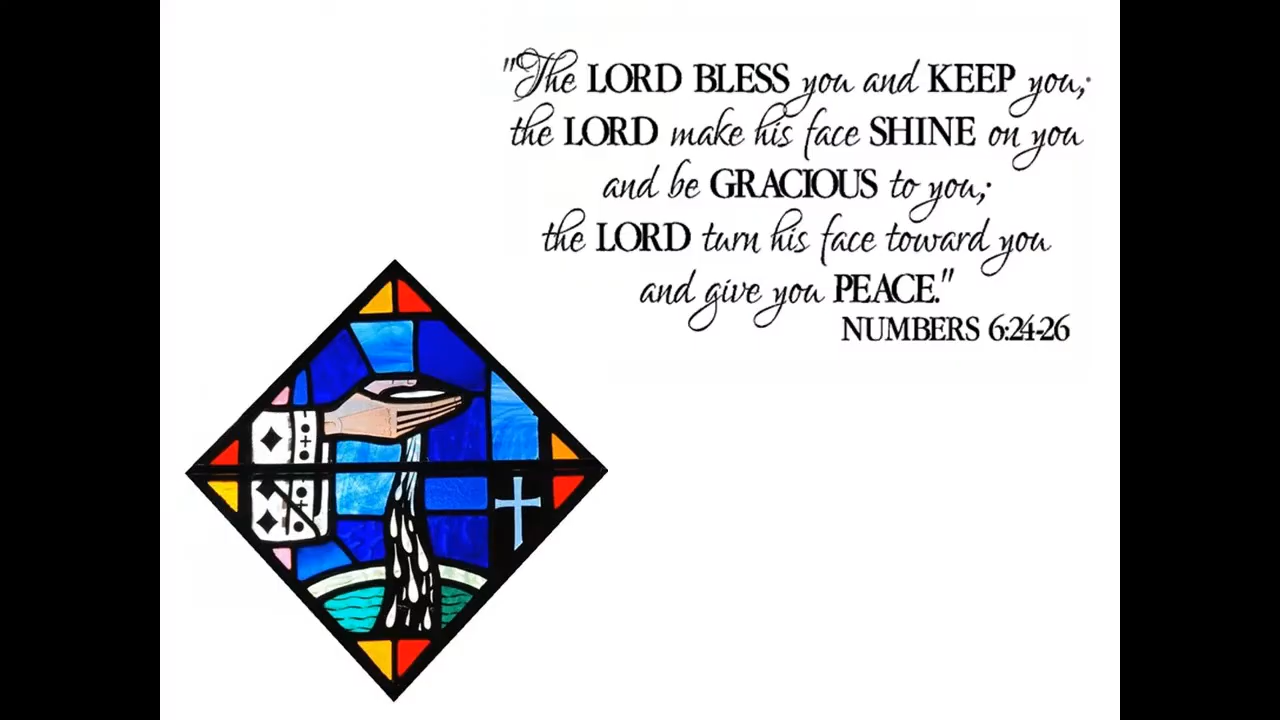 "The LORD BLESS you and KEEP you;
the LORD make his face SHINE on you
and be GRACIOUS to you;
the LORD turn his face toward you
and give you PEACE."
NUMBERS 6:24-26